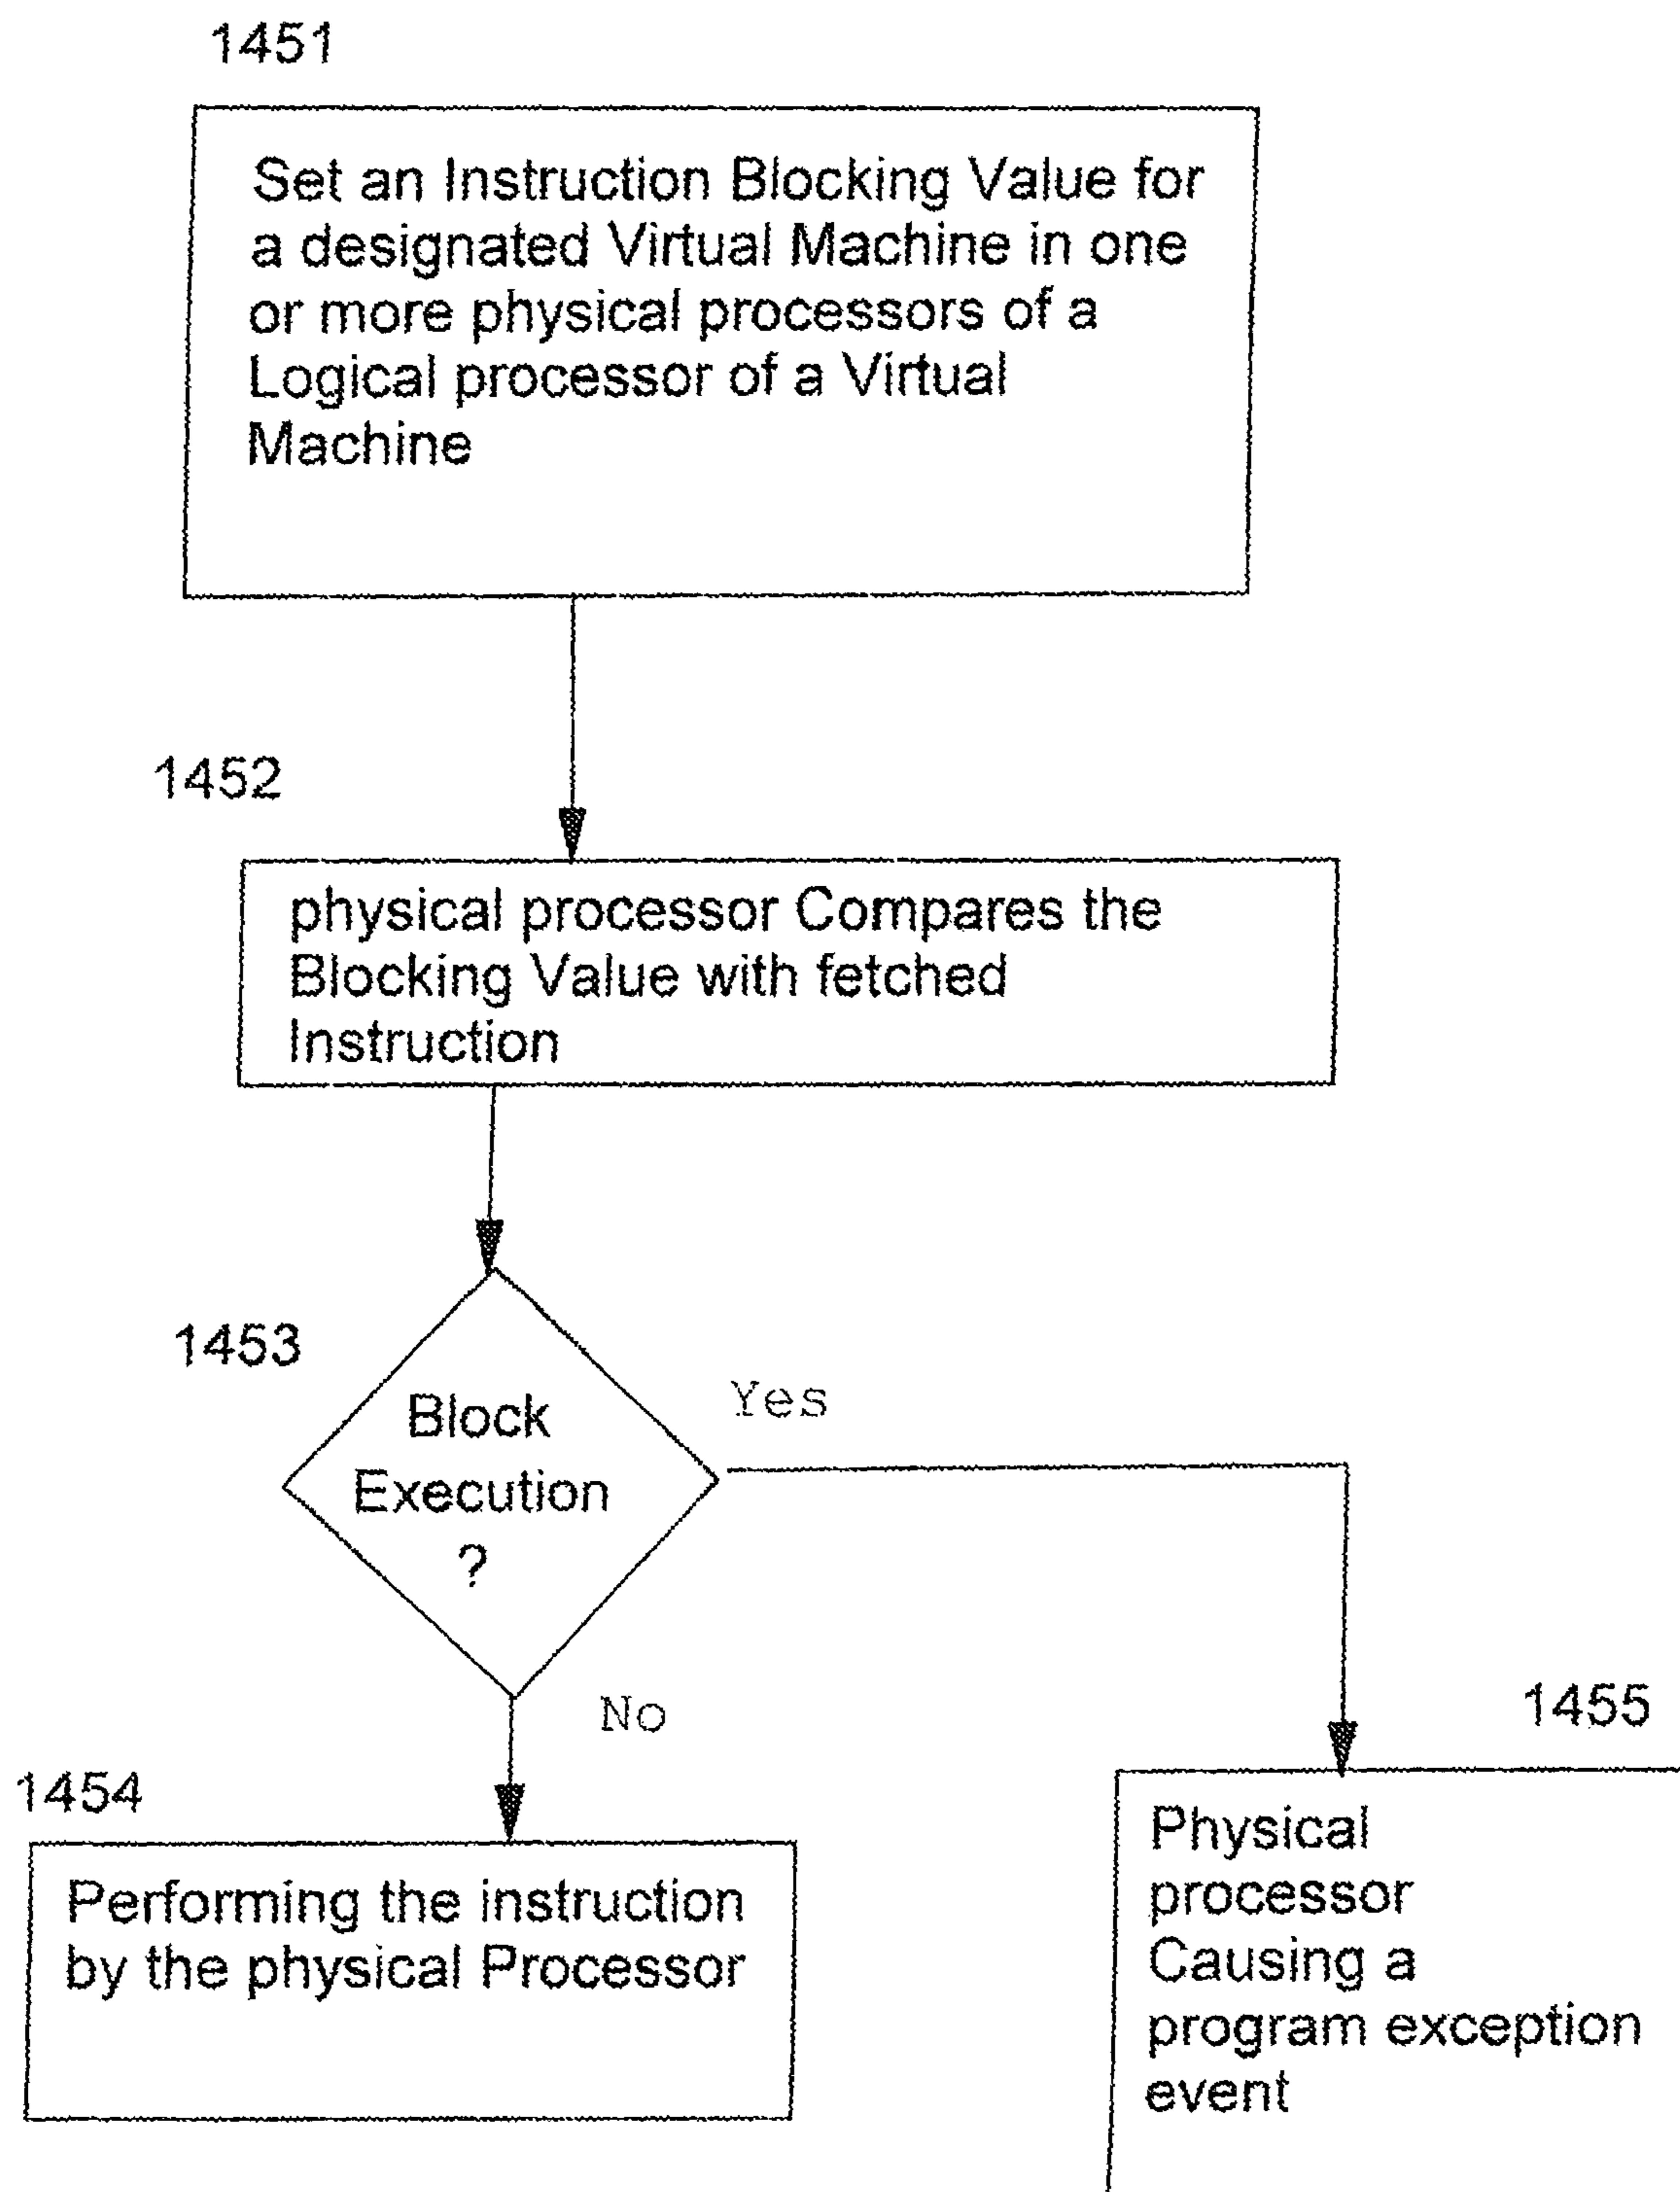 1451
Set an Instruction Blocking Value for
a designated Virtual Machine in one
or more physical processors of a
Logical processor of a Virtual
Machine
1452
physical processor Compares the
Blocking Value with fetched
Instruction
1453
Block
Execution
?
Yes
No
1454
Performing the instruction
by the physical Processor
1455
Physical
processor
Causing a
program exception
event